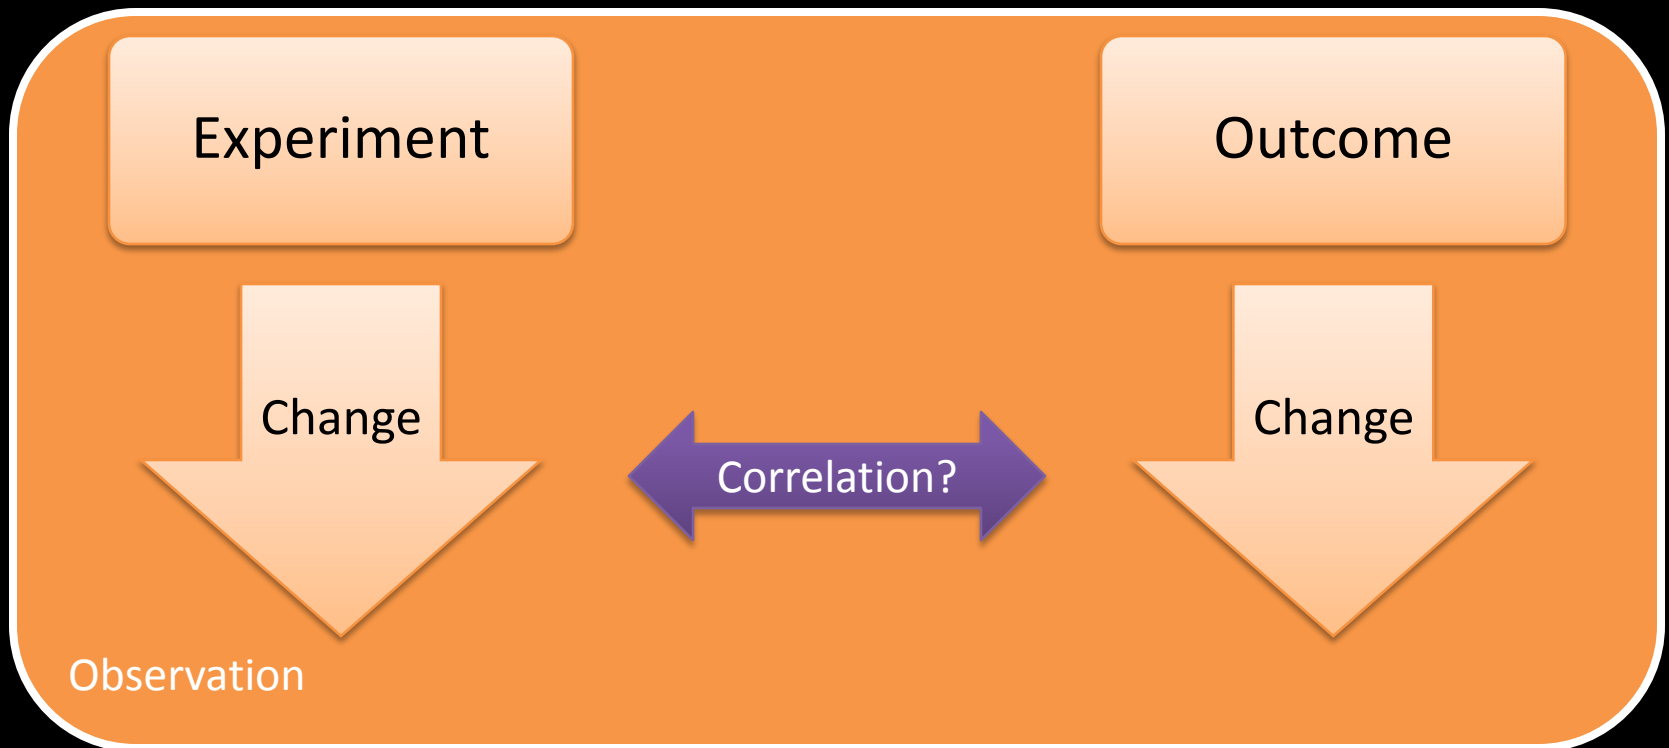 Experiment
Outcome
Change
Change
Correlation?
Observation